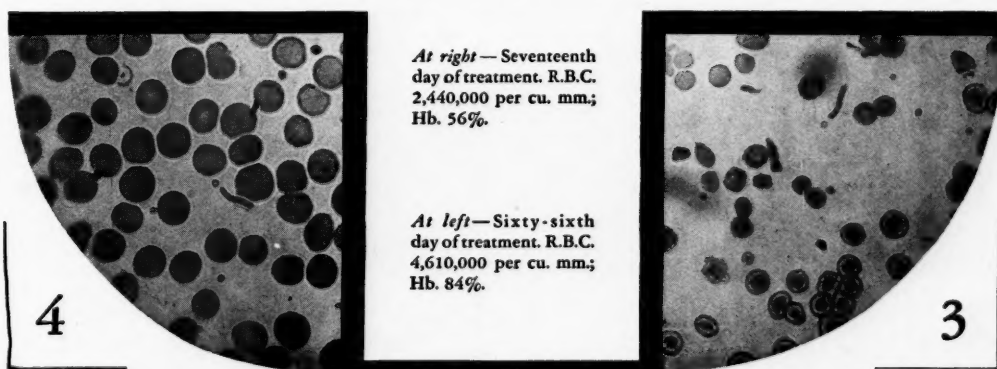 At right—Seventeenth
day of treatment. R.B.C.
2,440,000 per cu. mm.;
Hb. 56%.
At left—Sixty-sixth
day of treatment. R.B.C.
4,610,000 per cu. mm.;
Hb. 84%.
4
3